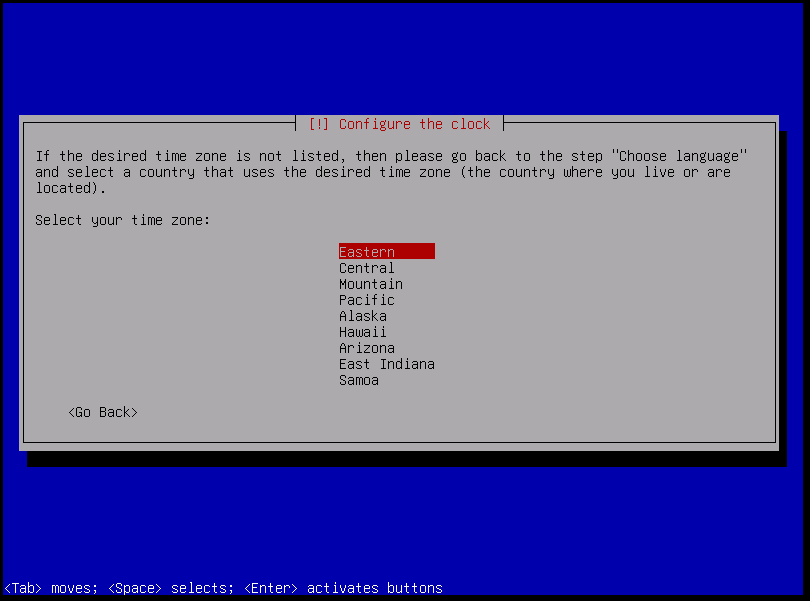 [!] Configure the clock
If the desired time zone is not listed, then please go back to the step "Choose language"
and select a country that uses the desired time zone (the country where you live or are
located).
Select your time zone:
Eastern
Central
Mountain
Pacific
Alaska
Hawaii
Arizona
East Indiana
Samoa
<Go Back>
<Tab> moves; <Space> selects; <Enter> activates buttons